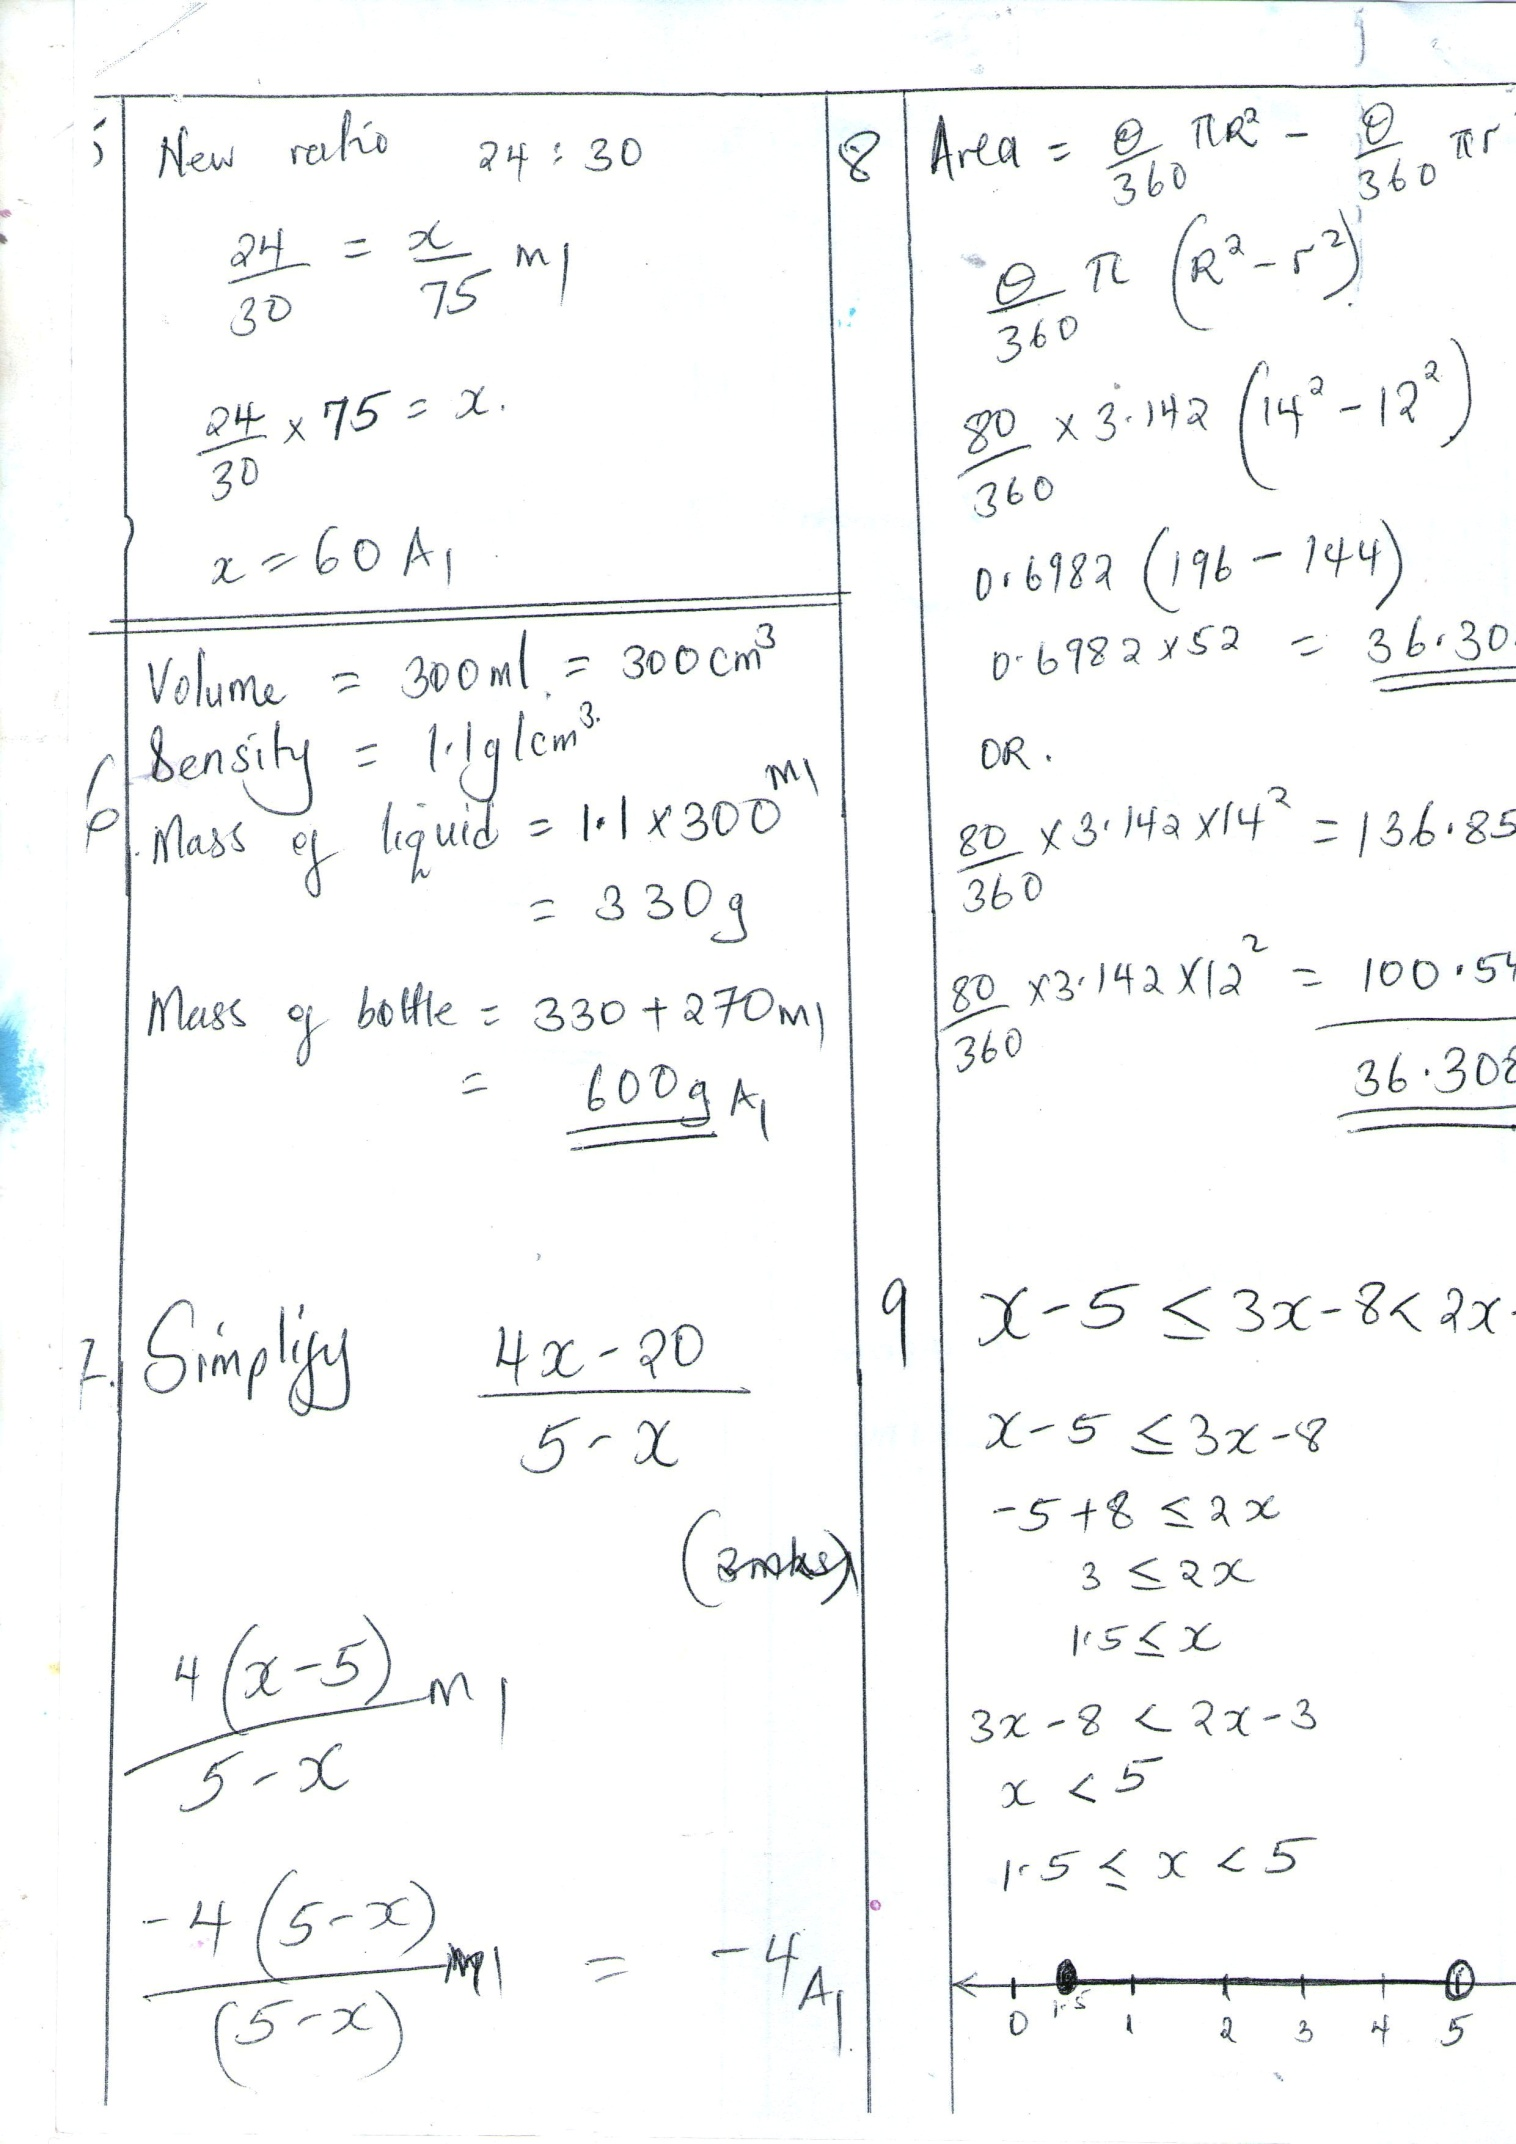 5 New ratio 24 : 30
24/30 = x/75 M1
24/30 x 75 = x.
x = 60 A1
Volume = 300ml = 300cm³
Density = 1.1g/cm³.
6. Mass of liquid = 1.1 x 300 M1
= 330g
Mass of bottle = 330 + 270 M1
= 600g A1
7. Simplify (4x - 20)/(5 - x)
(3mks)
4(x - 5)/(5 - x) M1
-4(5 - x)/(5 - x) M1 = -4 A1
8 Area = θ/360 πR² - θ/360 πr
θ/360 π (R² - r²)
80/360 x 3.142 (14² - 12²)
0.6982 (196 - 144)
0.6982 x 52 = 36.30
OR.
80/360 x 3.142 x 14² = 136.85
80/360 x 3.142 x 12² = 100.54
36.308
9 x - 5 ≤ 3x - 8 < 2x -
x - 5 ≤ 3x - 8
-5 + 8 ≤ 2x
3 ≤ 2x
1.5 ≤ x
3x - 8 < 2x - 3
x < 5
1.5 ≤ x < 5
0 1.5 1 2 3 4 5